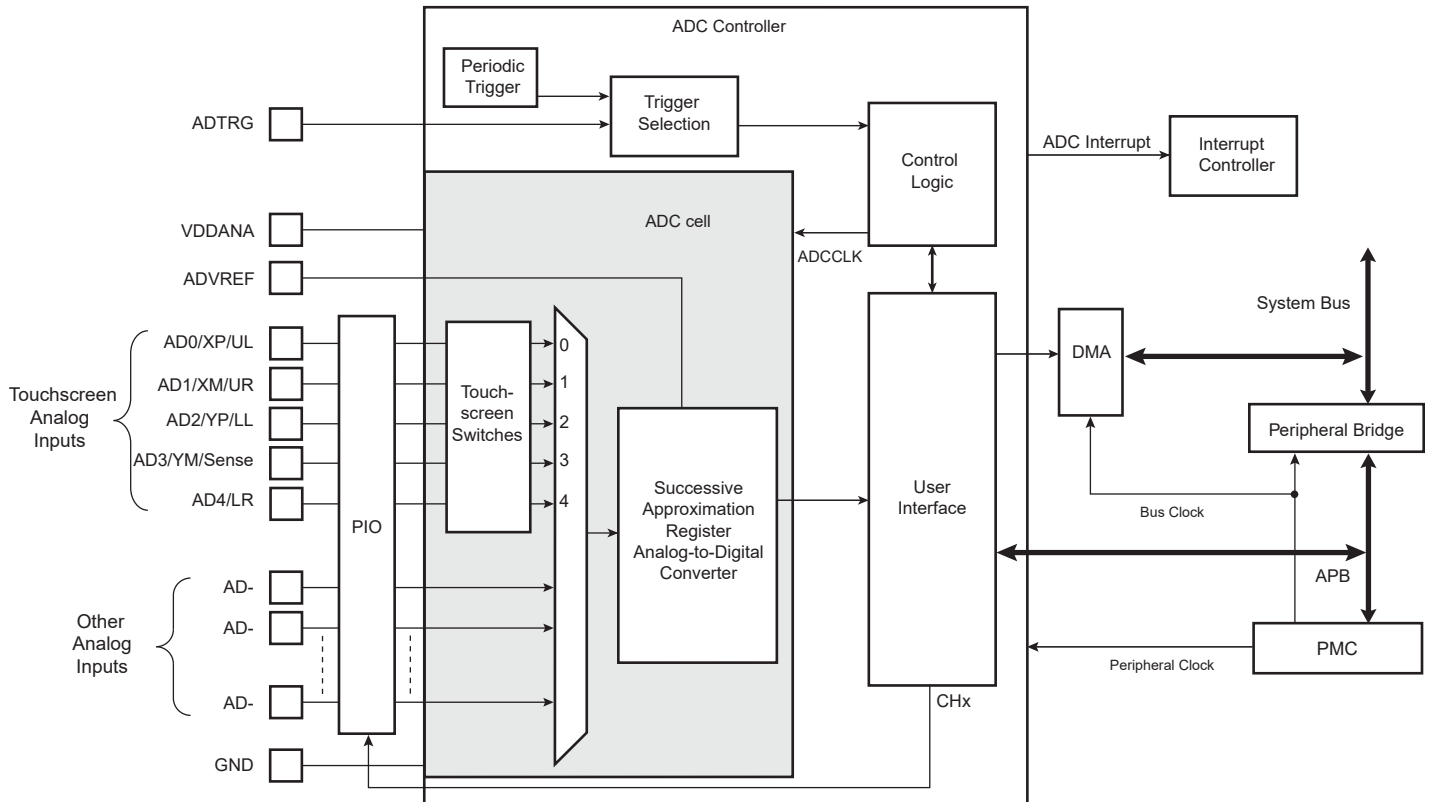 ADC Controller
Periodic
Trigger
Trigger
Selection
ADTRG
Control
Logic
ADC Interrupt
Interrupt
Controller
VDDANA
ADC cell
ADCCLK
ADVREF
System Bus
Touchscreen
Analog
Inputs
AD0/XP/UL
AD1/XM/UR
AD2/YP/LL
AD3/YM/Sense
AD4/LR
PIO
Touch-
screen
Switches
0
1
2
3
4
Successive
Approximation
Register
Analog-to-Digital
Converter
User
Interface
DMA
Peripheral Bridge
Bus Clock
APB
Other
Analog
Inputs
AD-
AD-
AD-
Peripheral Clock
PMC
CHx
GND